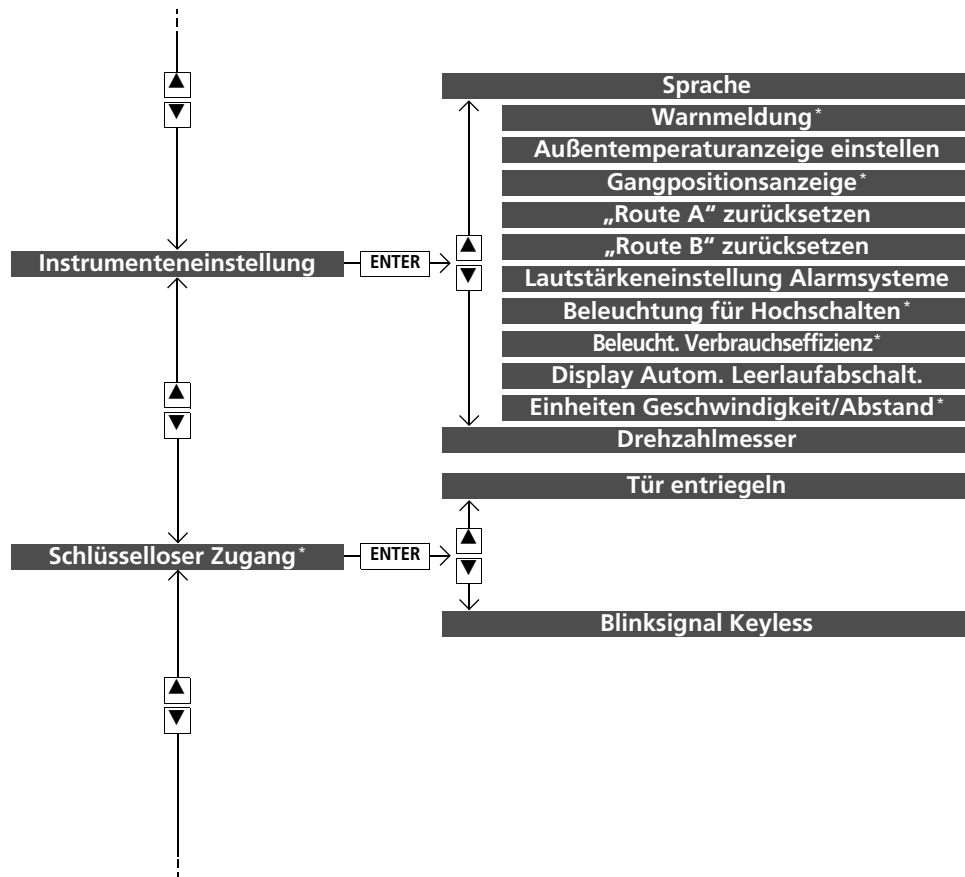 Sprache
Warnmeldung*
Außentemperaturanzeige einstellen
Gangpositionsanzeige*
„Route A“ zurücksetzen
„Route B“ zurücksetzen
Instrumenteneinstellung
ENTER
Lautstärkeneinstellung Alarmsysteme
Beleuchtung für Hochschalten*
Beleucht. Verbrauchseffizienz*
Display Autom. Leerlaufabschalt.
Einheiten Geschwindigkeit/Abstand*
Drehzahlmesser
Tür entriegeln
Schlüsselloser Zugang*
ENTER
Blinksignal Keyless